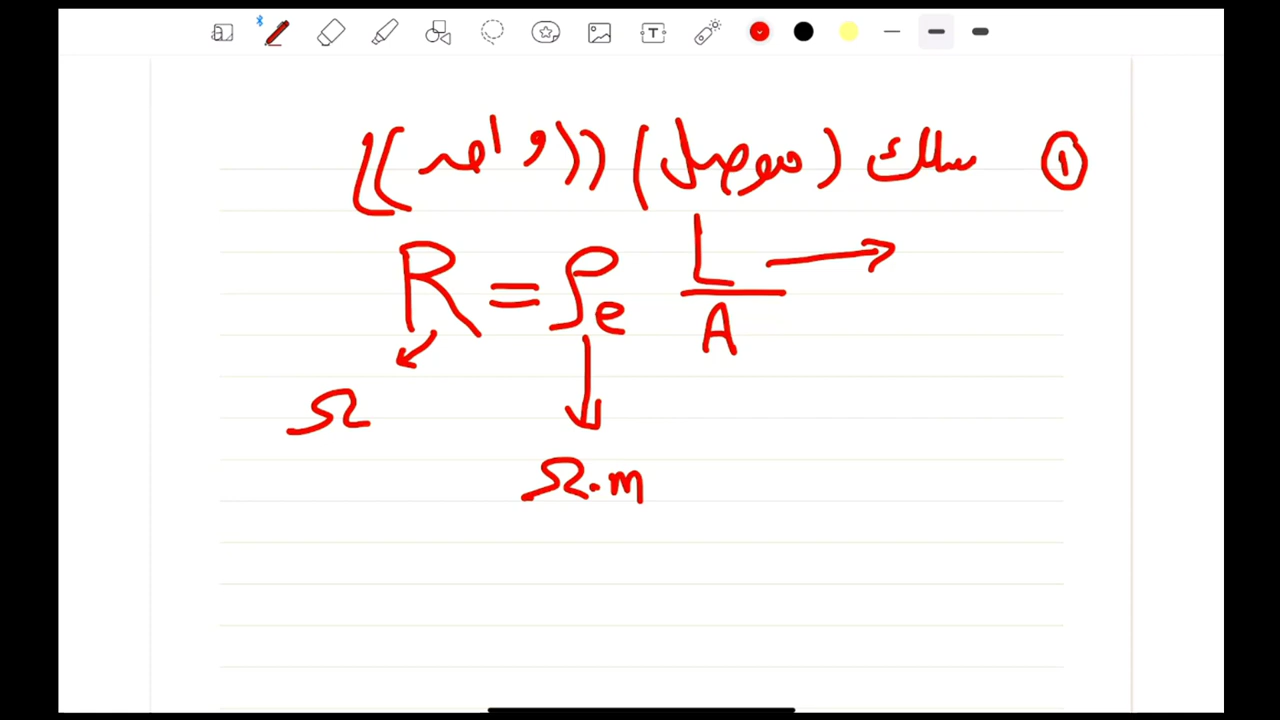 ① سلك (موصل) ((واحد))
R = ρe L/A
Ω
Ω.m